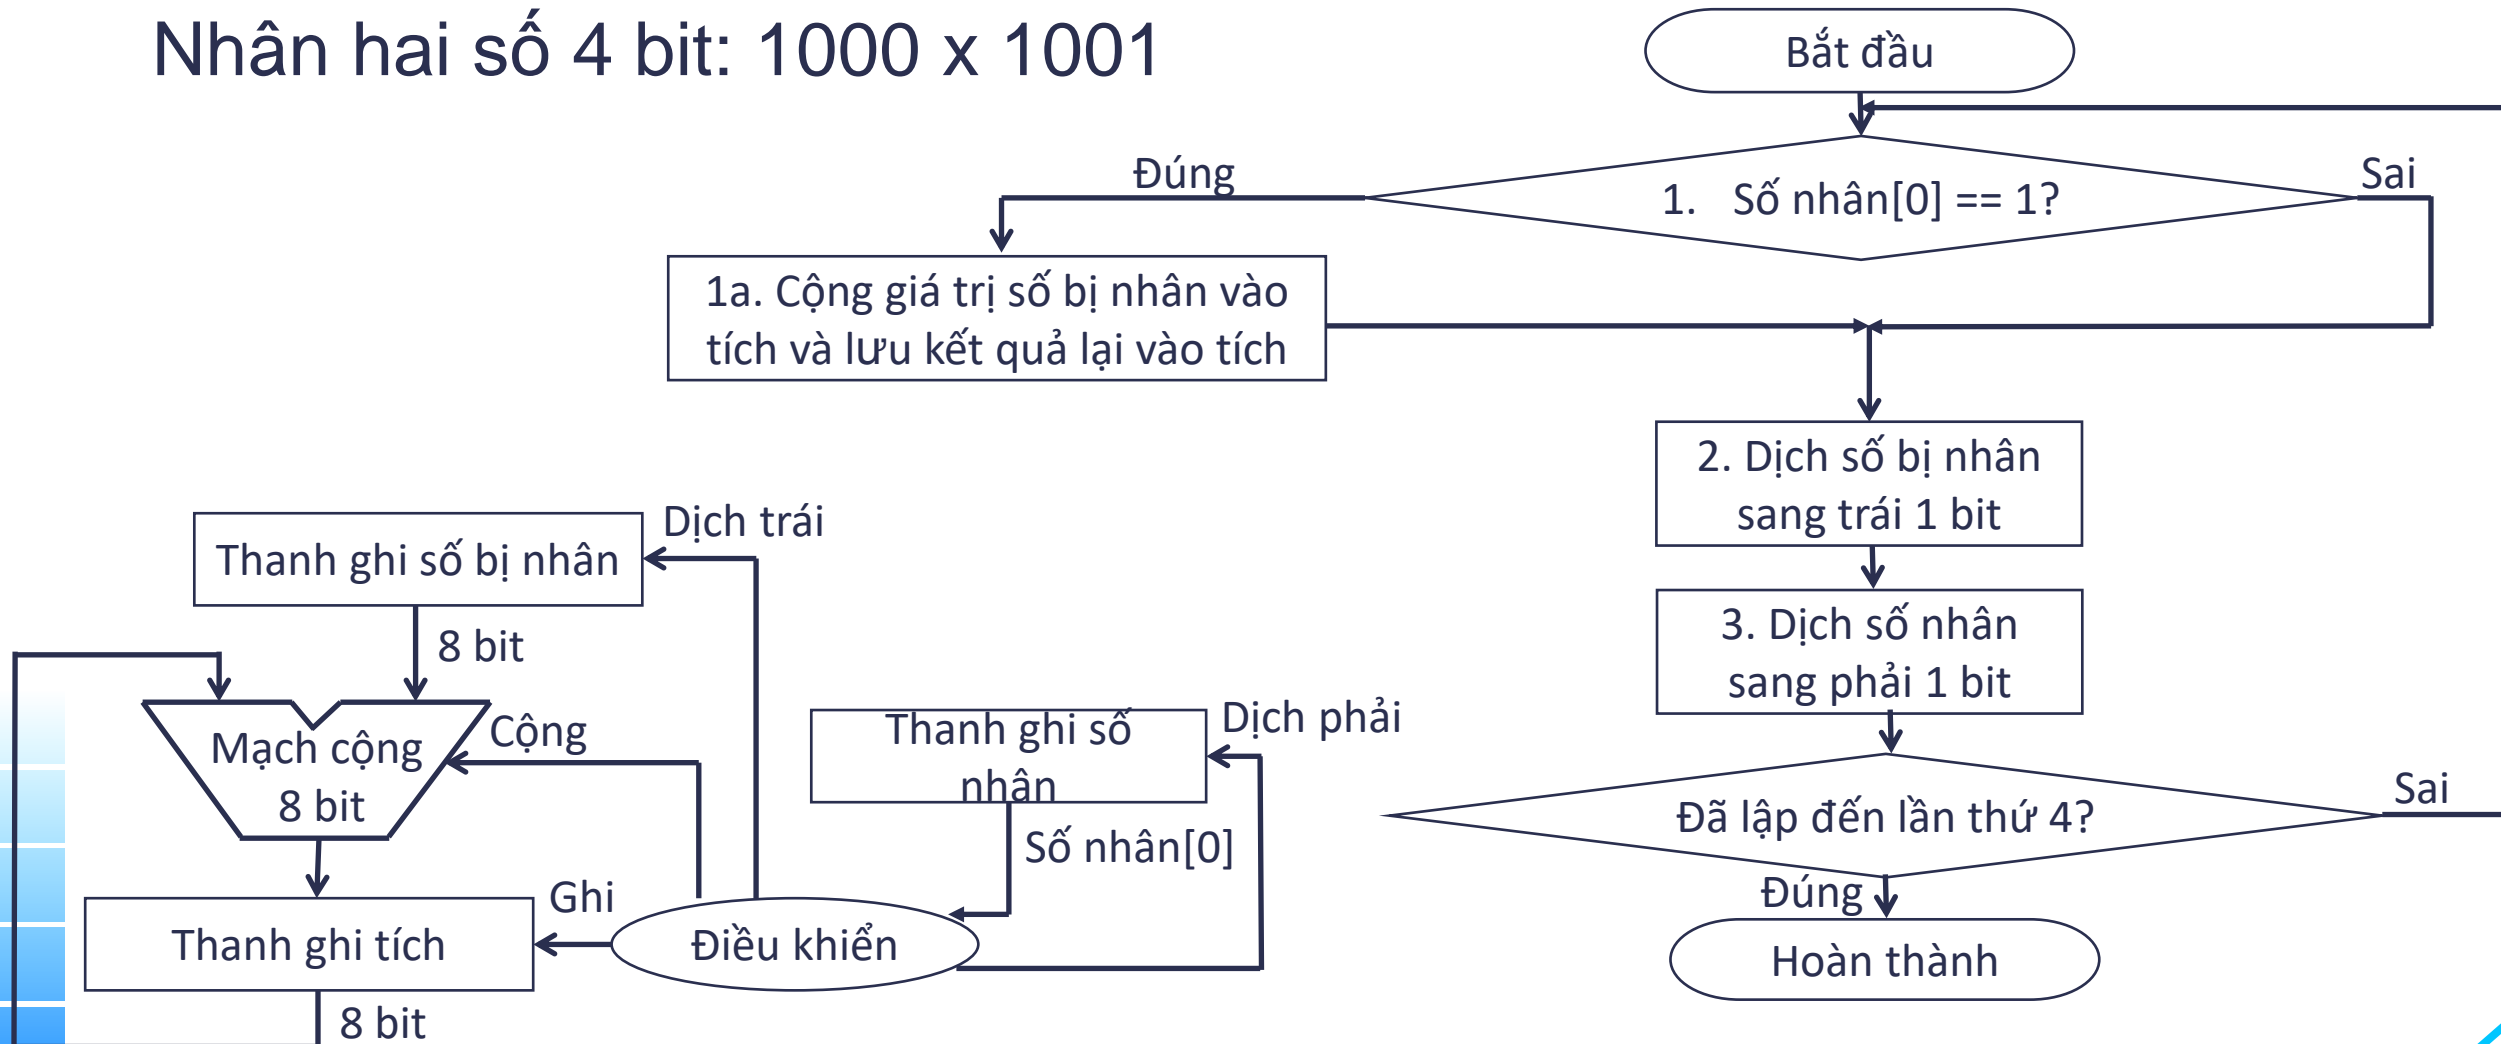 Nhân hai số 4 bit: 1000 x 1001
Bắt đầu
Đúng
1. Số nhân[0] == 1?
Sai
1a. Cộng giá trị số bị nhân vào
tích và lưu kết quả lại vào tích
2. Dịch số bị nhân
sang trái 1 bit
3. Dịch số nhân
sang phải 1 bit
Đã lập đến lần thứ 4?
Sai
Đúng
Hoàn thành
Thanh ghi số bị nhân
Dịch trái
8 bit
Mạch cộng
8 bit
Cộng
Thanh ghi số
nhân
Dịch phải
Số nhân[0]
Ghi
Thanh ghi tích
Điều khiển
8 bit